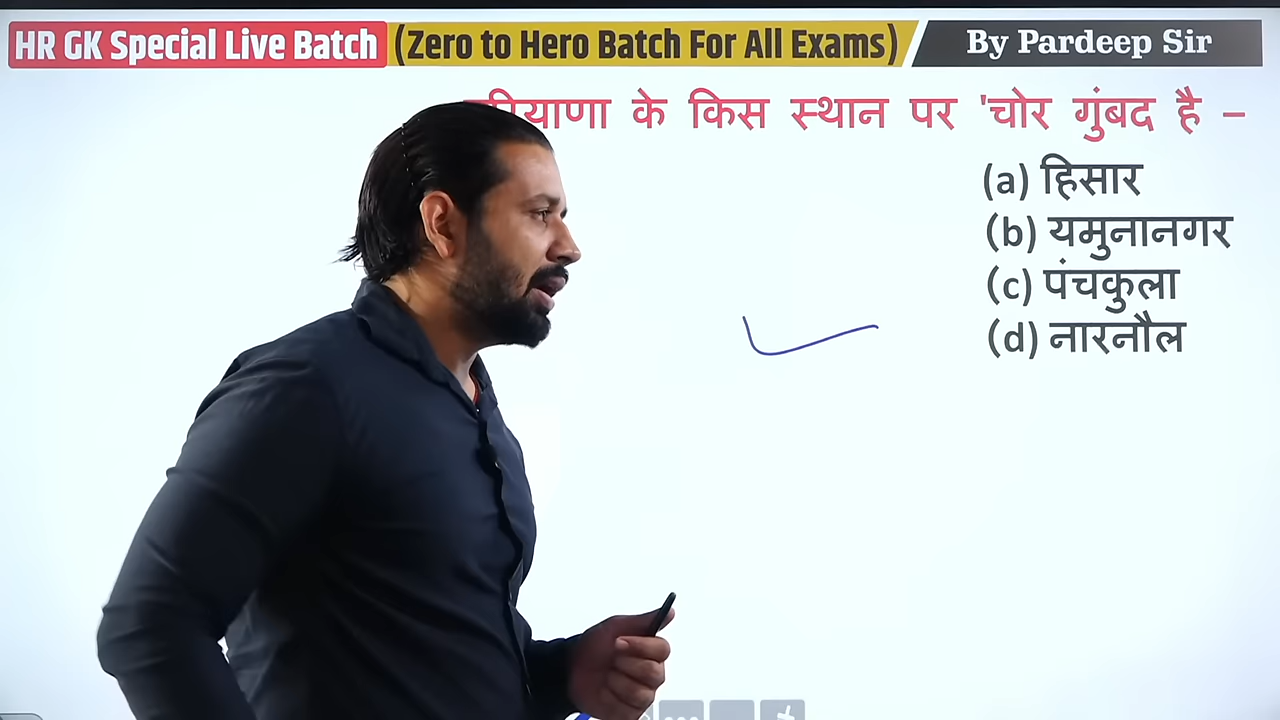 HR GK Special Live Batch (Zero to Hero Batch For All Exams) By Pardeep Sir
के किस स्थान पर 'चोर गुंबद है –
(a) हिसार
(b) यमुनानगर
(c) पंचकुला
(d) नारनौल